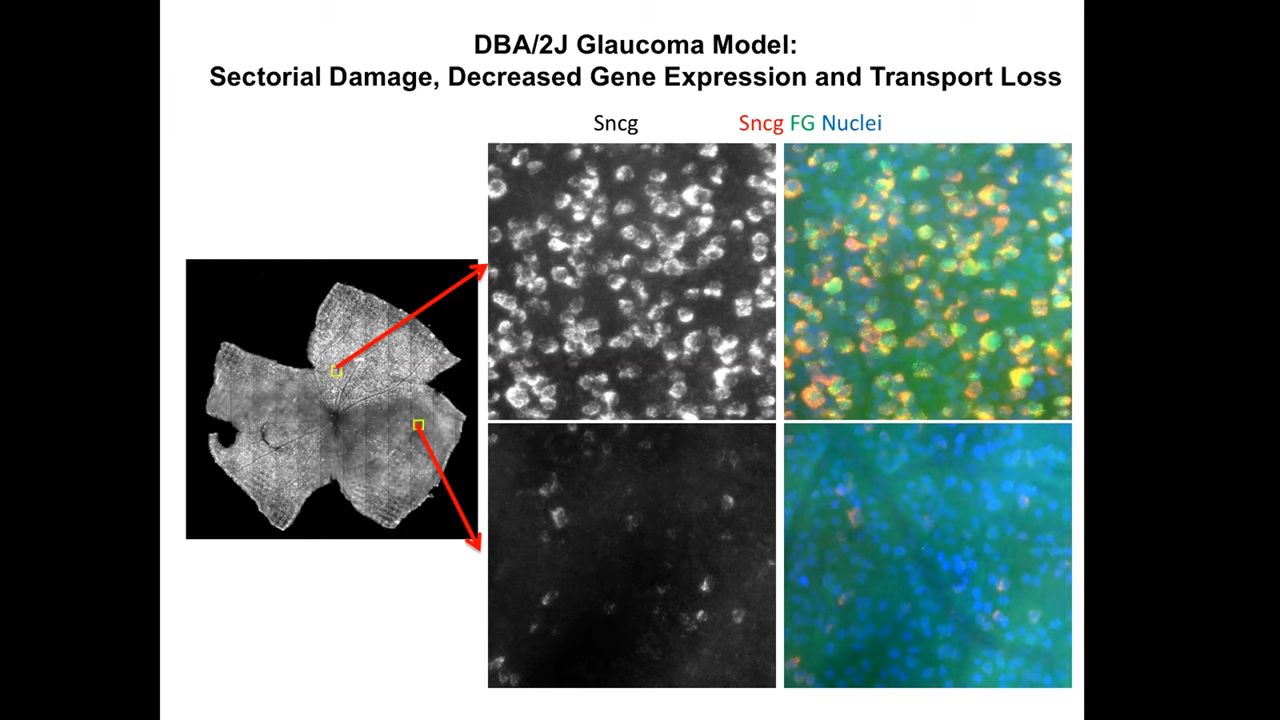 DBA/2J Glaucoma Model:
Sectorial Damage, Decreased Gene Expression and Transport Loss
Sncg
Sncg FG Nuclei